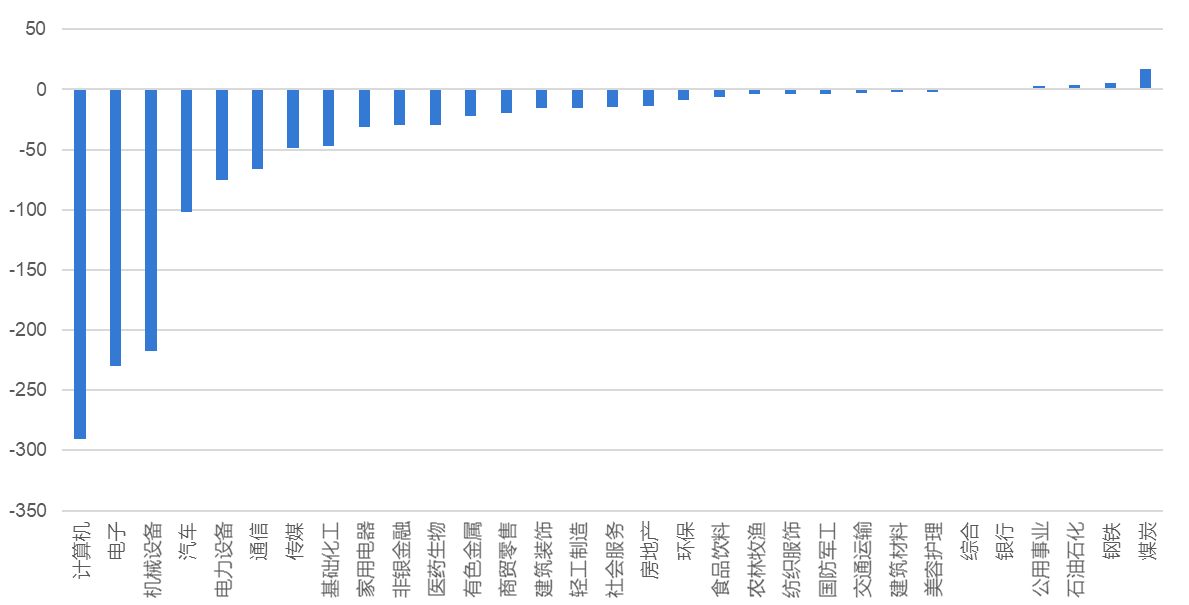 50
0
-50
-100
-150
-200
-250
-300
-350
计算机
电子
机械设备
汽车
电力设备
通信
传媒
基础化工
家用电器
非银金融
医药生物
有色金属
商贸零售
建筑装饰
轻工制造
社会服务
房地产
环保
食品饮料
农林牧渔
纺织服饰
国防军工
交通运输
建筑材料
美容护理
综合
银行
公用事业
石油石化
钢铁
煤炭